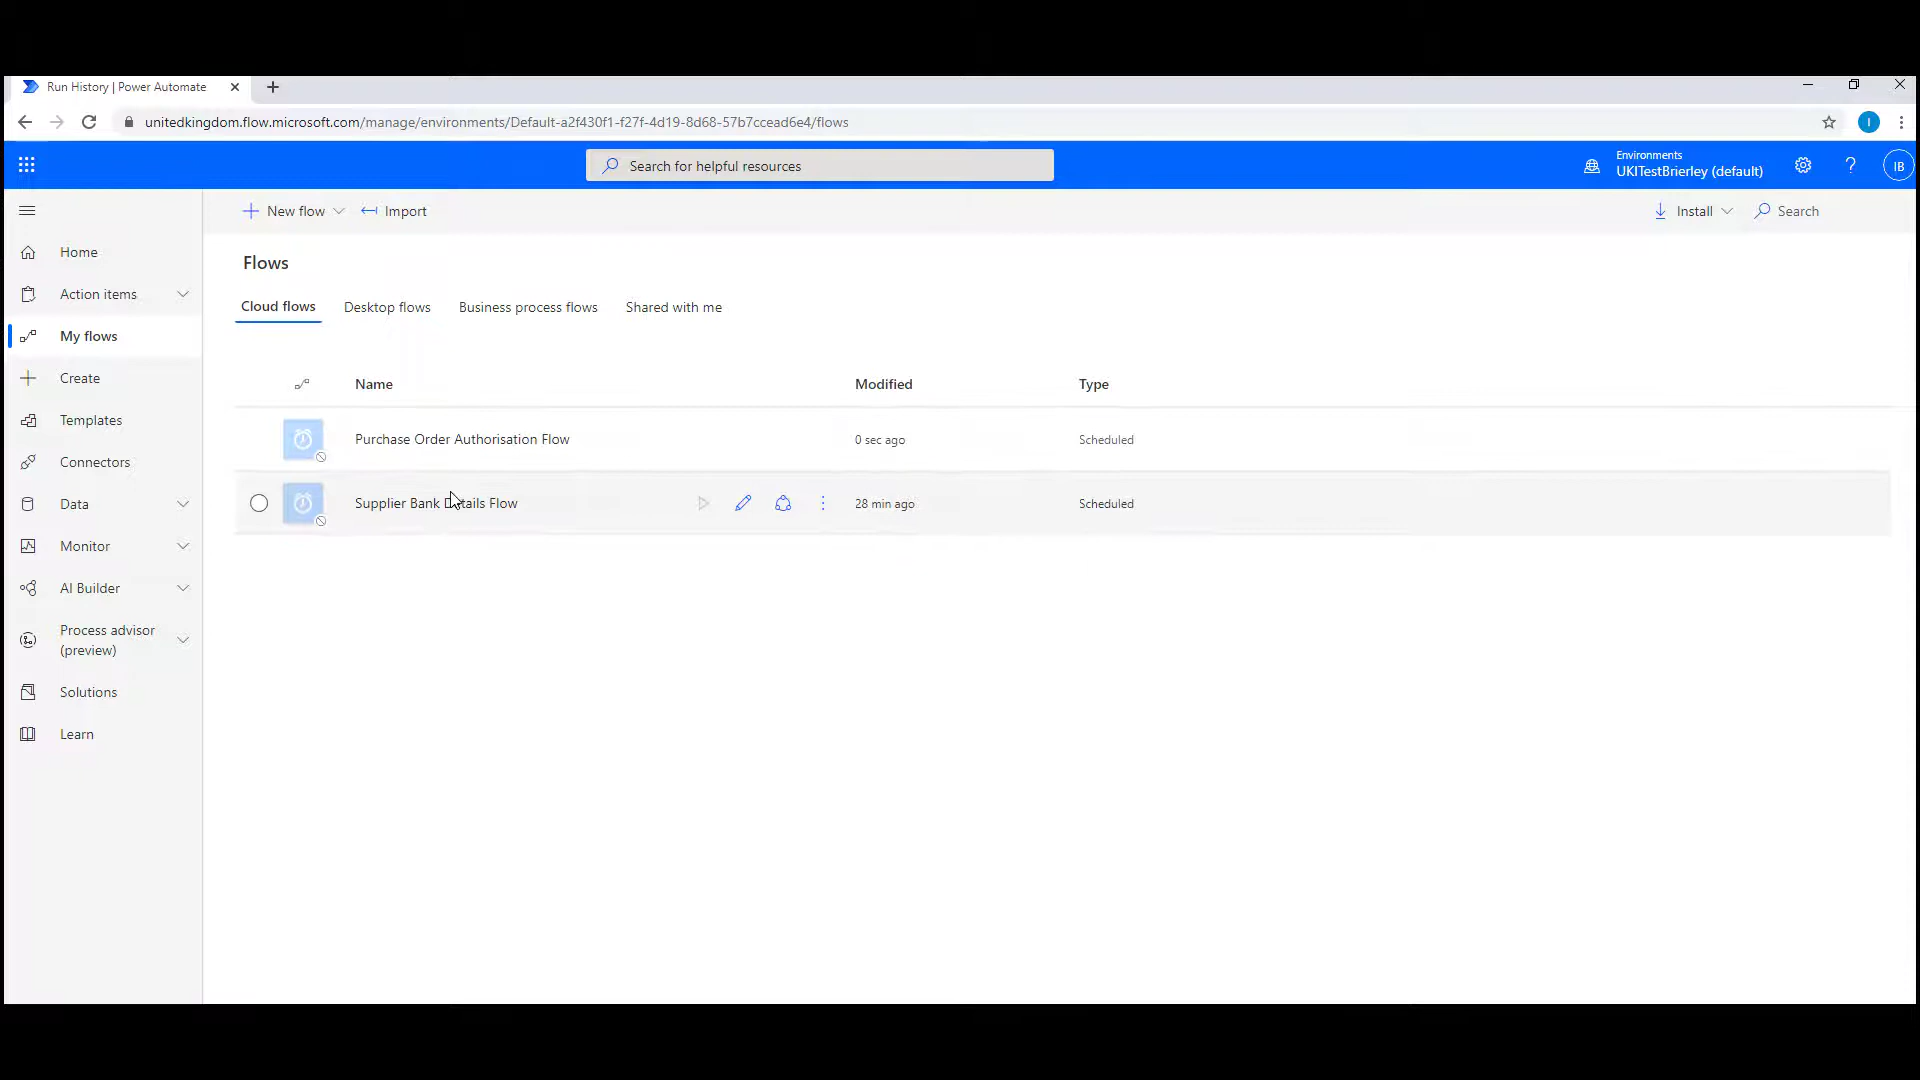 Run History | Power Automate
unitedkingdom.flow.microsoft.com/manage/environments/Default-a2f430f1-f27f-4d19-8d68-57b7ccead6e4/flows
I
Search for helpful resources
Environments
UKITestBrierley (default)
?
IB
New flow
Import
Install
Search
Home
Action items
My flows
Create
Templates
Connectors
Data
Monitor
AI Builder
Process advisor
(preview)
Solutions
Learn
Flows
Cloud flows
Desktop flows
Business process flows
Shared with me
Name
Modified
Type
Purchase Order Authorisation Flow
0 sec ago
Scheduled
Supplier Bank Details Flow
28 min ago
Scheduled